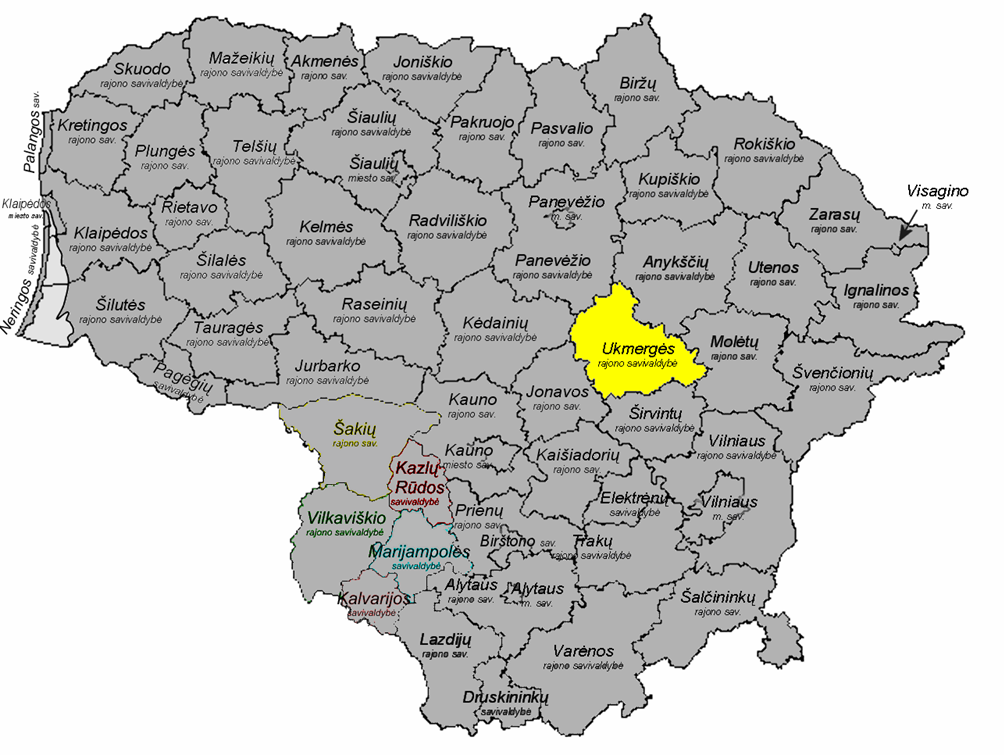 Skuodo
rajono savivaldybė
Mažeikių
rajono savivaldybė
Akmenės
rajono sav.
Joniškio
rajono savivaldybė
Biržų
rajono sav.
Palangos sav.
Kretingos
rajono sav.
Plungės
rajono sav.
Telšių
rajono savivaldybė
Šiaulių
rajono savivaldybė
Šiaulių
miesto sav.
Pakruojo
rajono sav.
Pasvalio
rajono sav.
Rokiškio
rajono savivaldybė
Kupiškio
rajono savivaldybė
Visagino
m. sav.
Klaipėdos
miesto sav.
Klaipėdos
rajono savivaldybė
Rietavo
rajono sav.
Kelmės
rajono savivaldybė
Radviliškio
rajono savivaldybė
Panevėžio
m. sav.
Zarasų
rajono sav.
Neringos savivaldybė
Šilalės
rajono savivaldybė
Panevėžio
rajono savivaldybė
Anykščių
rajono savivaldybė
Utenos
rajono sav.
Ignalinos
rajono sav.
Šilutės
rajono savivaldybė
Tauragės
rajono savivaldybė
Raseinių
rajono savivaldybė
Kėdainių
rajono savivaldybė
Ukmergės
rajono savivaldybė
Molėtų
rajono sav.
Švenčionių
rajono sav.
Pagėgių
savivaldybė
Jurbarko
rajono savivaldybė
Kauno
rajono sav.
Jonavos
rajono sav.
Širvintų
rajono savivaldybė
Šakių
rajono sav.
Kauno
miesto sav.
Kaišiadorių
rajono sav.
Vilniaus
rajono savivaldybė
Kazlų
Rūdos
savivaldybė
Elektrėnų
savivaldybė
Vilniaus
m. sav.
Vilkaviškio
rajono savivaldybė
Prienų
rajono sav.
Birštono sav.
Trakų
rajono savivaldybė
Marijampolės
savivaldybė
Kalvarijos
savivaldybė
Alytaus
rajono sav.
Alytaus
m. sav.
Šalčininkų
rajono sav.
Lazdijų
rajono sav.
Varėnos
rajono savivaldybė
Druskininkų
savivaldybė